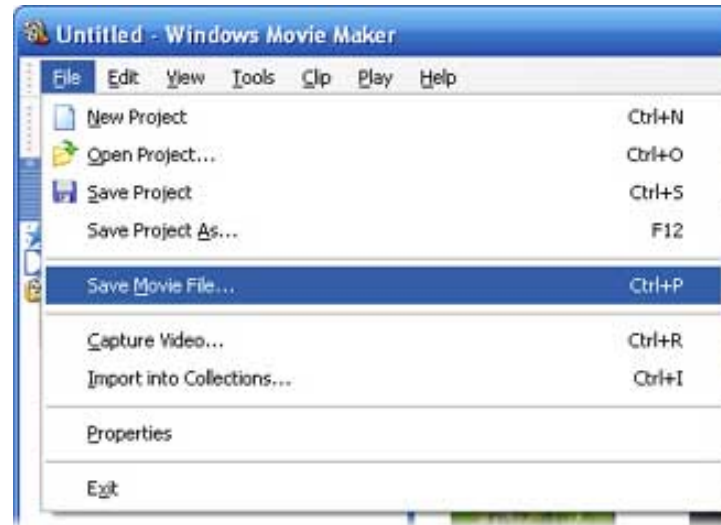 Untitled - Windows Movie Maker
File Edit View Tools Clip Play Help
New Project Ctrl+N
Open Project... Ctrl+O
Save Project Ctrl+S
Save Project As... F12
Save Movie File... Ctrl+P
Capture Video... Ctrl+R
Import into Collections... Ctrl+I
Properties
Exit